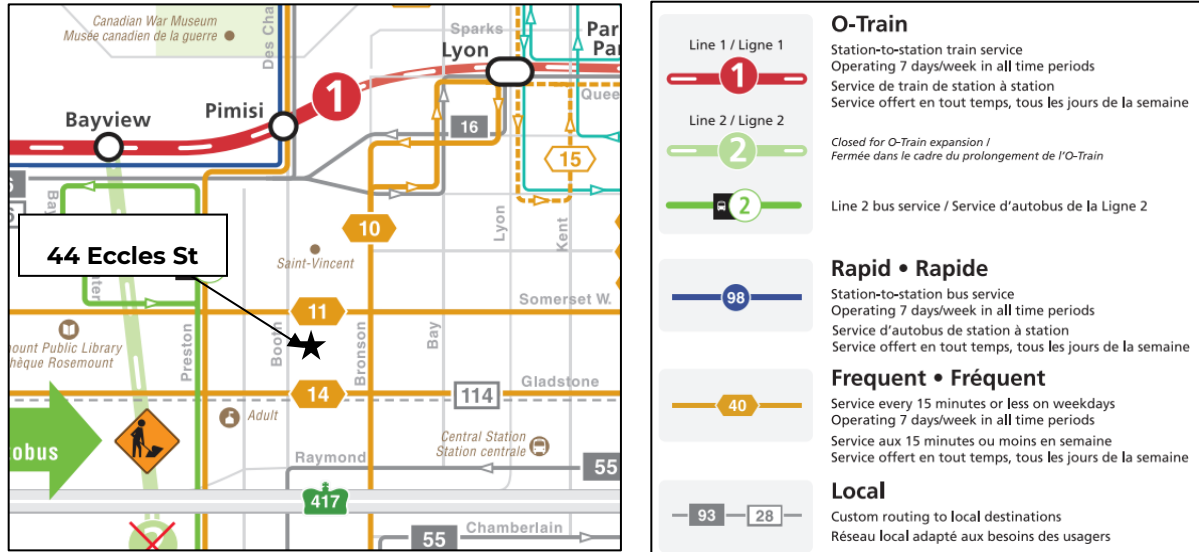 Canadian War Museum
Musée canadien de la guerre
Des Cha
Sparks
Par
Pa
Lyon
1
Pimisi
Bayview
Quee
16
15
Bay
10
Lyon
Kent
44 Eccles St
Saint-Vincent
11
Somerset W.
Preston
Booth
Bronson
Bay
ount Public Library
hèque Rosemount
14
114
Gladstone
Adult
obus
Central Station
Station centrale
Raymond
55
417
55
Chamberlain
O-Train
Line 1 / Ligne 1
1
Station-to-station train service
Operating 7 days/week in all time periods
Service de train de station à station
Service offert en tout temps, tous les jours de la semaine
Line 2 / Ligne 2
2
Closed for O-Train expansion /
Fermée dans le cadre du prolongement de l'O-Train
2
Line 2 bus service / Service d'autobus de la Ligne 2
Rapid • Rapide
98
Station-to-station bus service
Operating 7 days/week in all time periods
Service d'autobus de station à station
Service offert en tout temps, tous les jours de la semaine
Frequent • Fréquent
40
Service every 15 minutes or less on weekdays
Operating 7 days/week in all time periods
Service aux 15 minutes ou moins en semaine
Service offert en tout temps, tous les jours de la semaine
Local
93
28
Custom routing to local destinations
Réseau local adapté aux besoins des usagers